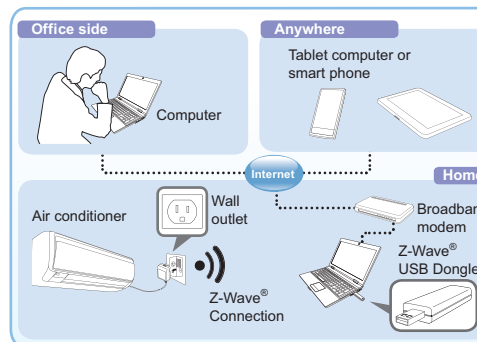 Office side
Anywhere
Tablet computer or
smart phone
Computer
Internet
Home
Air conditioner
Wall
outlet
Broadban
modem
Z-Wave®
USB Dongle
Z-Wave®
Connection